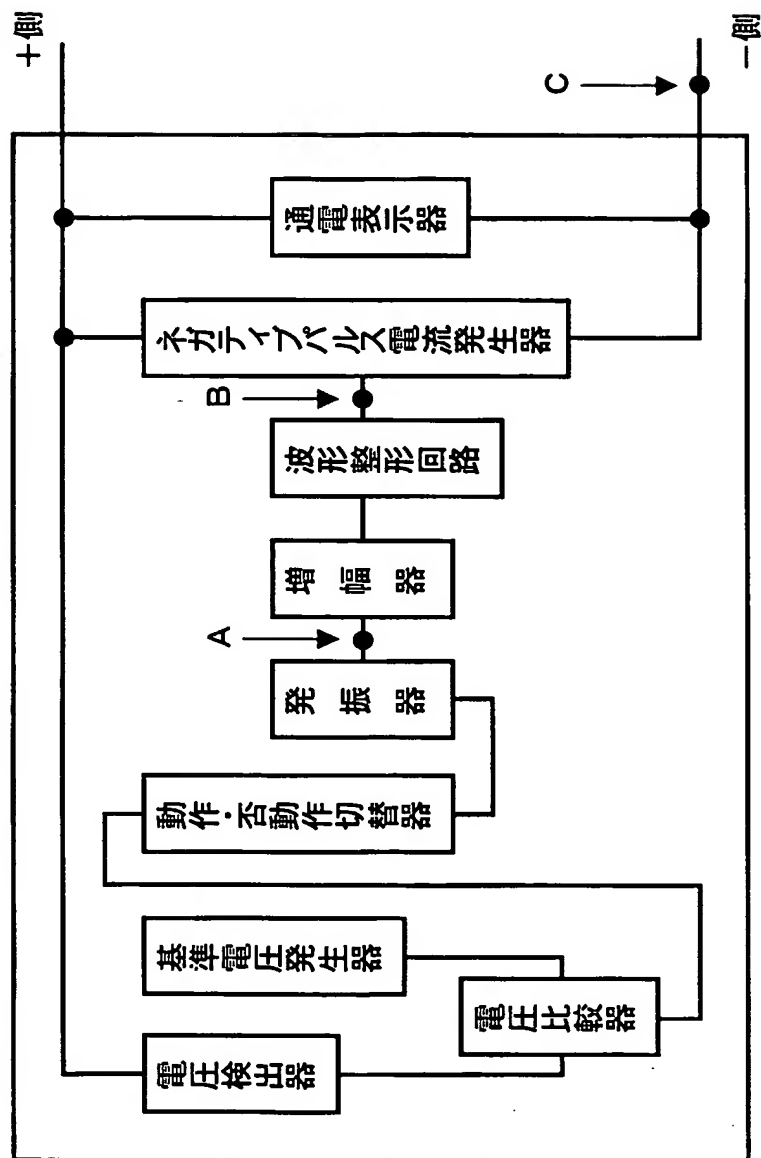 +側
−側
C
通電表示器
ネガティブパルス電流発生器
B
波形整形回路
増幅器
A
発振器
動作・否動作切替器
基準電圧発生器
電圧比較器
電圧検出器